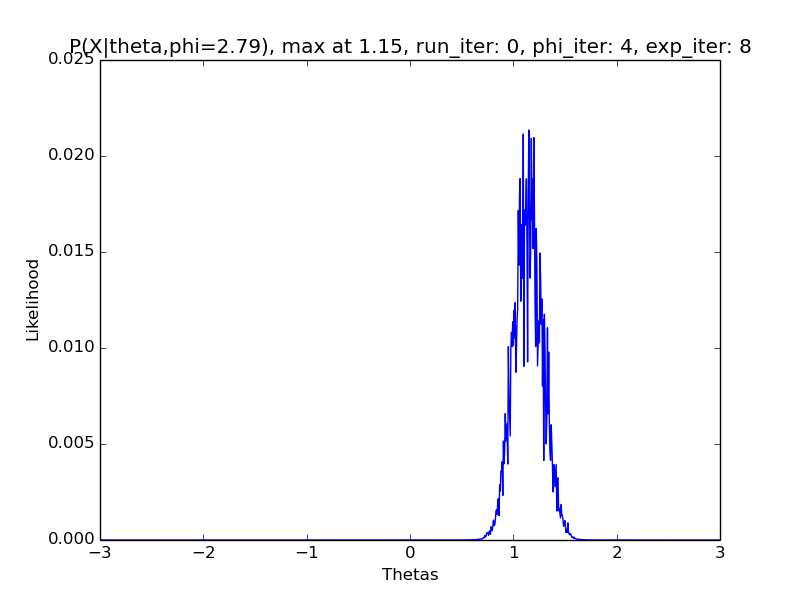 P(X|theta,phi=2.79), max at 1.15, run_iter: 0, phi_iter: 4, exp_iter: 8
0.025
0.020
0.015
0.010
0.005
0.000
Likelihood
−3 −2 −1 0 1 2 3
Thetas